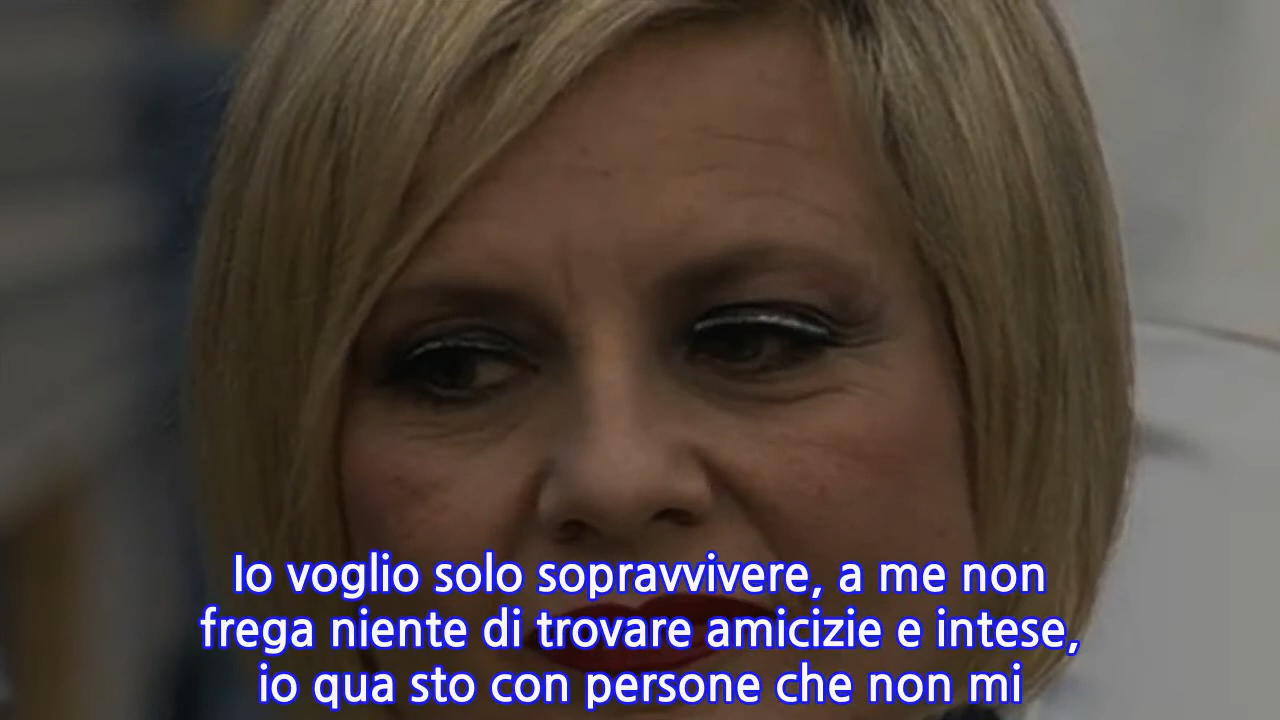 Io voglio solo sopravvivere, a me non
frega niente di trovare amicizie e intese,
io qua sto con persone che non mi